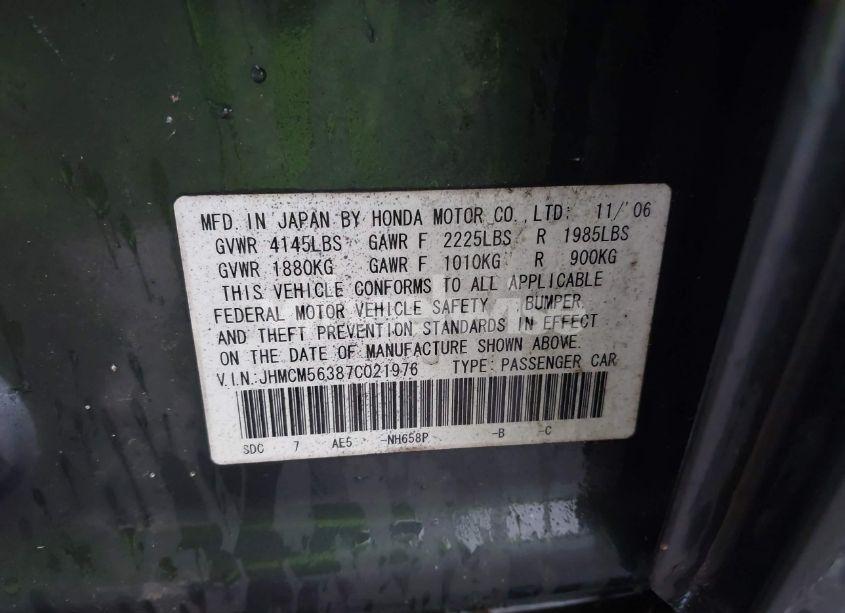 MFD. IN JAPAN BY HONDA MOTOR CO., LTD: 11/'06
GVWR 4145LBS GAWR F 2225LBS R 1985LBS
GVWR 1880KG GAWR F 1010KG R 900KG
THIS VEHICLE CONFORMS TO ALL APPLICABLE
FEDERAL MOTOR VEHICLE SAFETY BUMPER,
AND THEFT PREVENTION STANDARDS IN EFFECT
ON THE DATE OF MANUFACTURE SHOWN ABOVE.
V.I.N:JHMCM56387C021976 TYPE:PASSENGER CAR
SDC 7 AE5 -NH658P -B -C